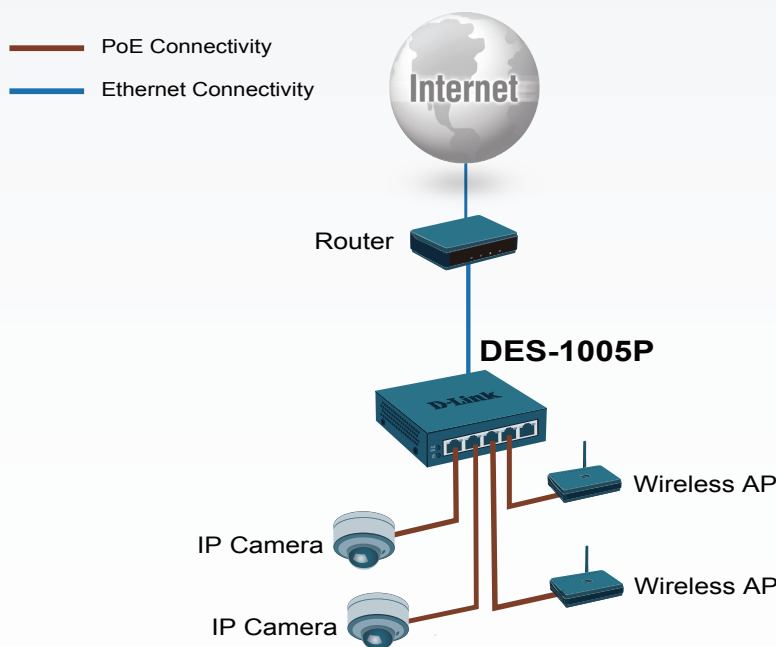 PoE Connectivity
Ethernet Connectivity
Internet
Router
DES-1005P
D-Link
Wireless AP
IP Camera
Wireless AP
IP Camera